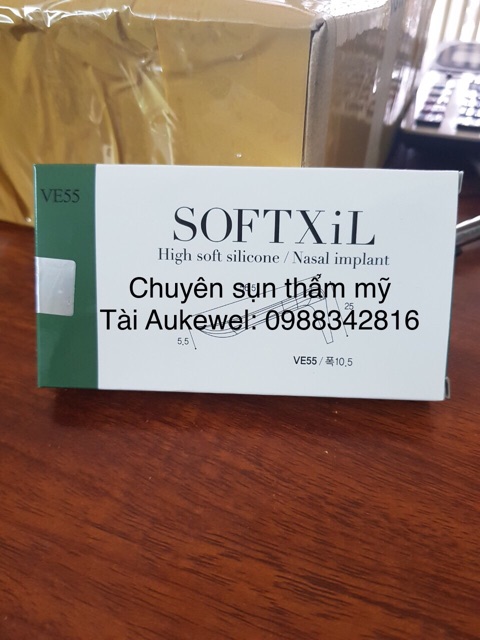 VE55
SOFTXiL
High soft silicone / Nasal implant
Chuyên sụn thẩm mỹ
25
Tài Aukewel: 0988342816
5,5
VE55 / 폭10,5